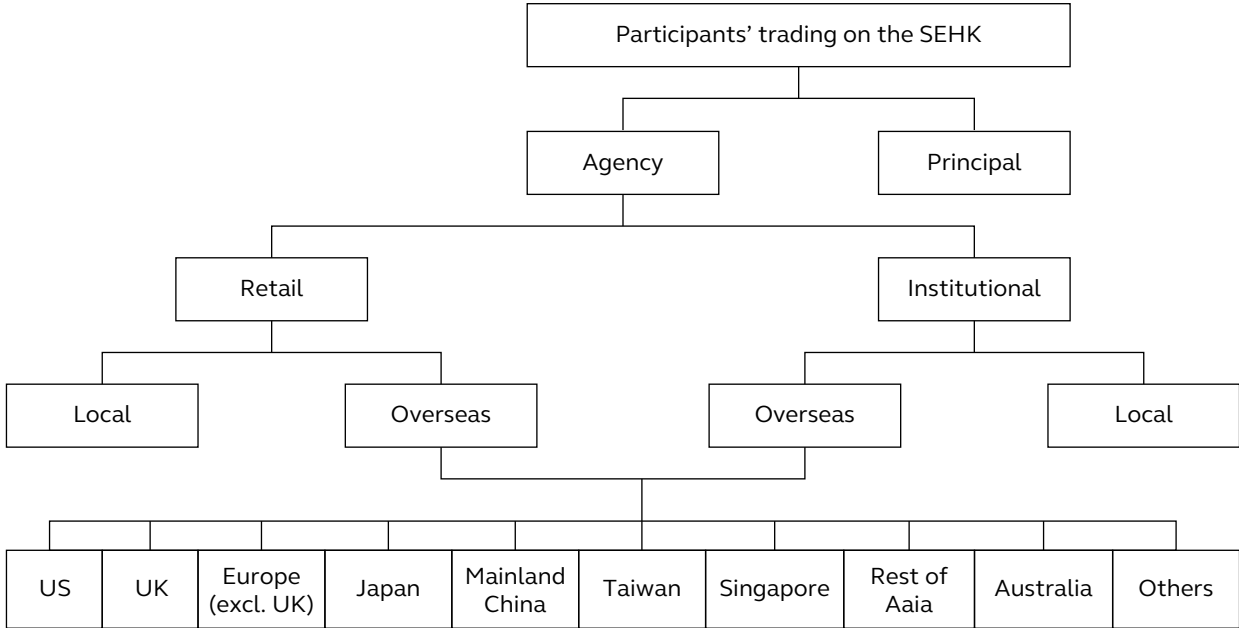 Participants’ trading on the SEHK
Agency
Principal
Retail
Institutional
Local
Overseas
Overseas
Local
US
UK
Europe
(excl. UK)
Japan
Mainland
China
Taiwan
Singapore
Rest of
Aaia
Australia
Others